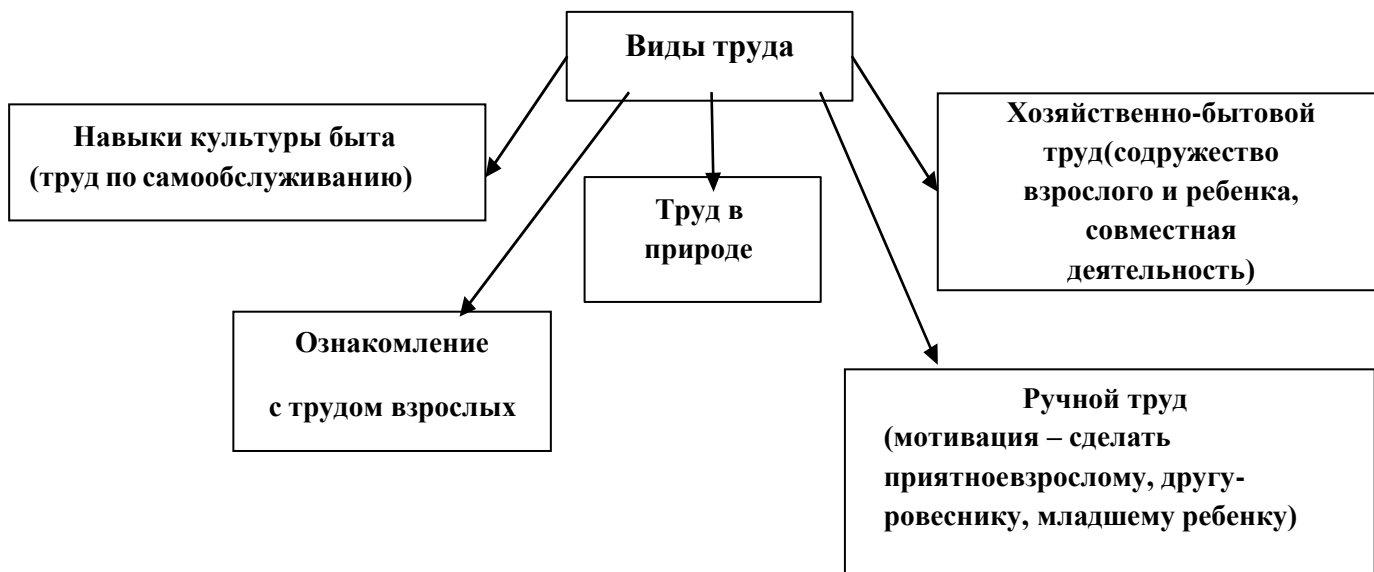 Виды труда
Навыки культуры быта
(труд по самообслуживанию)
Хозяйственно-бытовой
труд(содружество
взрослого и ребенка,
совместная
деятельность)
Труд в
природе
Ознакомление
с трудом взрослых
Ручной труд
(мотивация – сделать
приятноевзрослому, другу-
ровеснику, младшему ребенку)